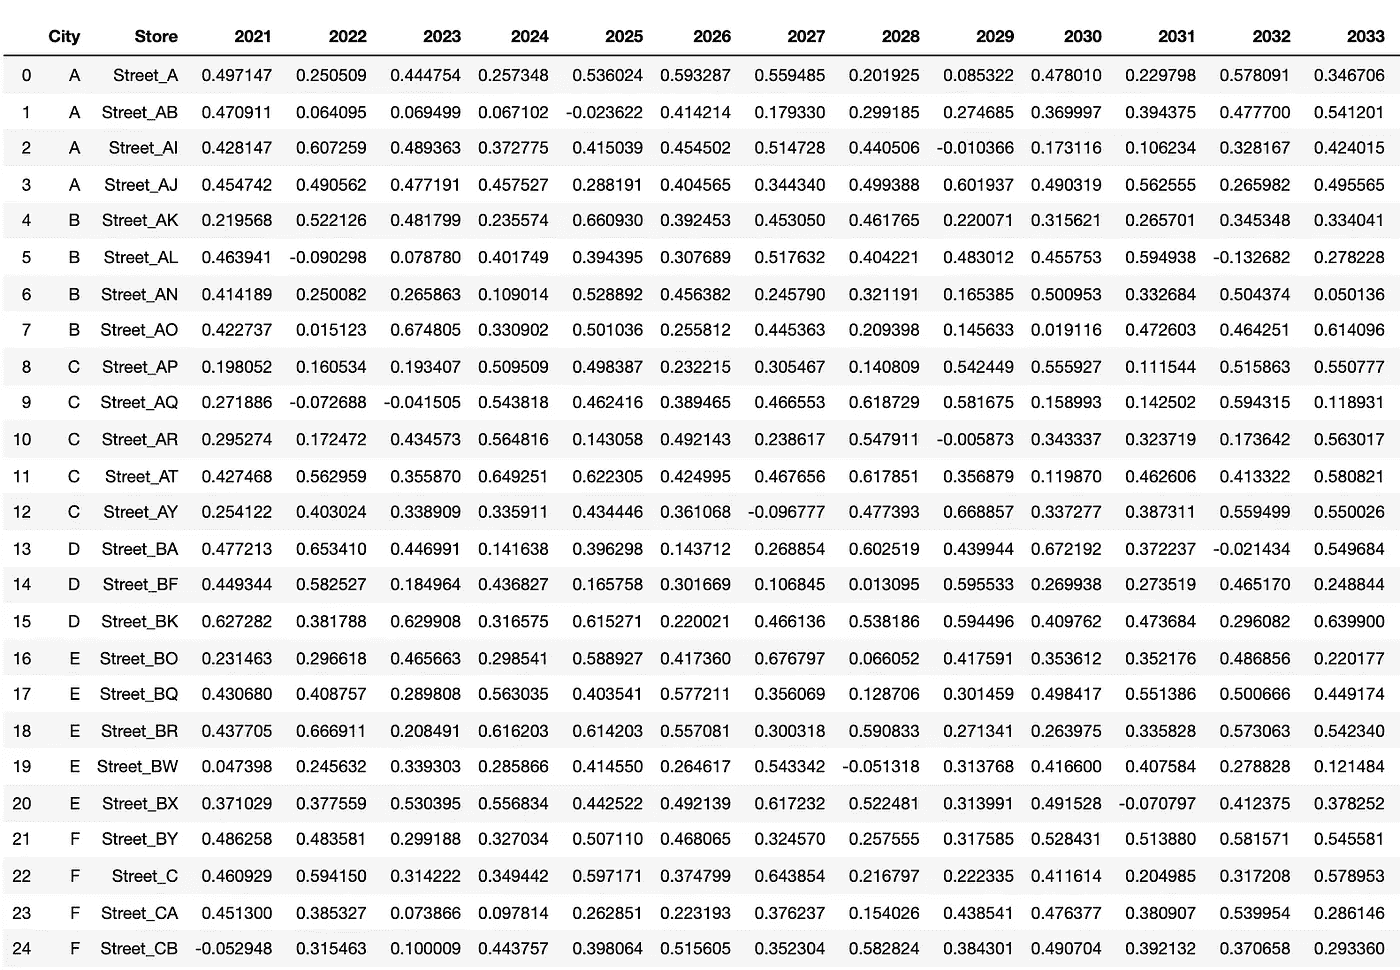 City Store 2021 2022 2023 2024 2025 2026 2027 2028 2029 2030 2031 2032 2033
0 A Street_A 0.497147 0.250509 0.444754 0.257348 0.536024 0.593287 0.559485 0.201925 0.085322 0.478010 0.229798 0.578091 0.346706
1 A Street_AB 0.470911 0.064095 0.069499 0.067102 -0.023622 0.414214 0.179330 0.299185 0.274685 0.369997 0.394375 0.477700 0.541201
2 A Street_AI 0.428147 0.607259 0.489363 0.372775 0.415039 0.454502 0.514728 0.440506 -0.010366 0.173116 0.106234 0.328167 0.424015
3 A Street_AJ 0.454742 0.490562 0.477191 0.457527 0.288191 0.404565 0.344340 0.499388 0.601937 0.490319 0.562555 0.265982 0.495565
4 B Street_AK 0.219568 0.522126 0.481799 0.235574 0.660930 0.392453 0.453050 0.461765 0.220071 0.315621 0.265701 0.345348 0.334041
5 B Street_AL 0.463941 -0.090298 0.078780 0.401749 0.394395 0.307689 0.517632 0.404221 0.483012 0.455753 0.594938 -0.132682 0.278228
6 B Street_AN 0.414189 0.250082 0.265863 0.109014 0.528892 0.456382 0.245790 0.321191 0.165385 0.500953 0.332684 0.504374 0.050136
7 B Street_AO 0.422737 0.015123 0.674805 0.330902 0.501036 0.255812 0.445363 0.209398 0.145633 0.019116 0.472603 0.464251 0.614096
8 C Street_AP 0.198052 0.160534 0.193407 0.509509 0.498387 0.232215 0.305467 0.140809 0.542449 0.555927 0.111544 0.515863 0.550777
9 C Street_AQ 0.271886 -0.072688 -0.041505 0.543818 0.462416 0.389465 0.466553 0.618729 0.581675 0.158993 0.142502 0.594315 0.118931
10 C Street_AR 0.295274 0.172472 0.434573 0.564816 0.143058 0.492143 0.238617 0.547911 -0.005873 0.343337 0.323719 0.173642 0.563017
11 C Street_AT 0.427468 0.562959 0.355870 0.649251 0.622305 0.424995 0.467656 0.617851 0.356879 0.119870 0.462606 0.413322 0.580821
12 C Street_AY 0.254122 0.403024 0.338909 0.335911 0.434446 0.361068 -0.096777 0.477393 0.668857 0.337277 0.387311 0.559499 0.550026
13 D Street_BA 0.477213 0.653410 0.446991 0.141638 0.396298 0.143712 0.268854 0.602519 0.439944 0.672192 0.372237 -0.021434 0.549684
14 D Street_BF 0.449344 0.582527 0.184964 0.436827 0.165758 0.301669 0.106845 0.013095 0.595533 0.269938 0.273519 0.465170 0.248844
15 D Street_BK 0.627282 0.381788 0.629908 0.316575 0.615271 0.220021 0.466136 0.538186 0.594496 0.409762 0.473684 0.296082 0.639900
16 E Street_BO 0.231463 0.296618 0.465663 0.298541 0.588927 0.417360 0.676797 0.066052 0.417591 0.353612 0.352176 0.486856 0.220177
17 E Street_BQ 0.430680 0.408757 0.289808 0.563035 0.403541 0.577211 0.356069 0.128706 0.301459 0.498417 0.551386 0.500666 0.449174
18 E Street_BR 0.437705 0.666911 0.208491 0.616203 0.614203 0.557081 0.300318 0.590833 0.271341 0.263975 0.335828 0.573063 0.542340
19 E Street_BW 0.047398 0.245632 0.339303 0.285866 0.414550 0.264617 0.543342 -0.051318 0.313768 0.416600 0.407584 0.278828 0.121484
20 E Street_BX 0.371029 0.377559 0.530395 0.556834 0.442522 0.492139 0.617232 0.522481 0.313991 0.491528 -0.070797 0.412375 0.378252
21 F Street_BY 0.486258 0.483581 0.299188 0.327034 0.507110 0.468065 0.324570 0.257555 0.317585 0.528431 0.513880 0.581571 0.545581
22 F Street_C 0.460929 0.594150 0.314222 0.349442 0.597171 0.374799 0.643854 0.216797 0.222335 0.411614 0.204985 0.317208 0.578953
23 F Street_CA 0.451300 0.385327 0.073866 0.097814 0.262851 0.223193 0.376237 0.154026 0.438541 0.476377 0.380907 0.539954 0.286146
24 F Street_CB -0.052948 0.315463 0.100009 0.443757 0.398064 0.515605 0.352304 0.582824 0.384301 0.490704 0.392132 0.370658 0.293360